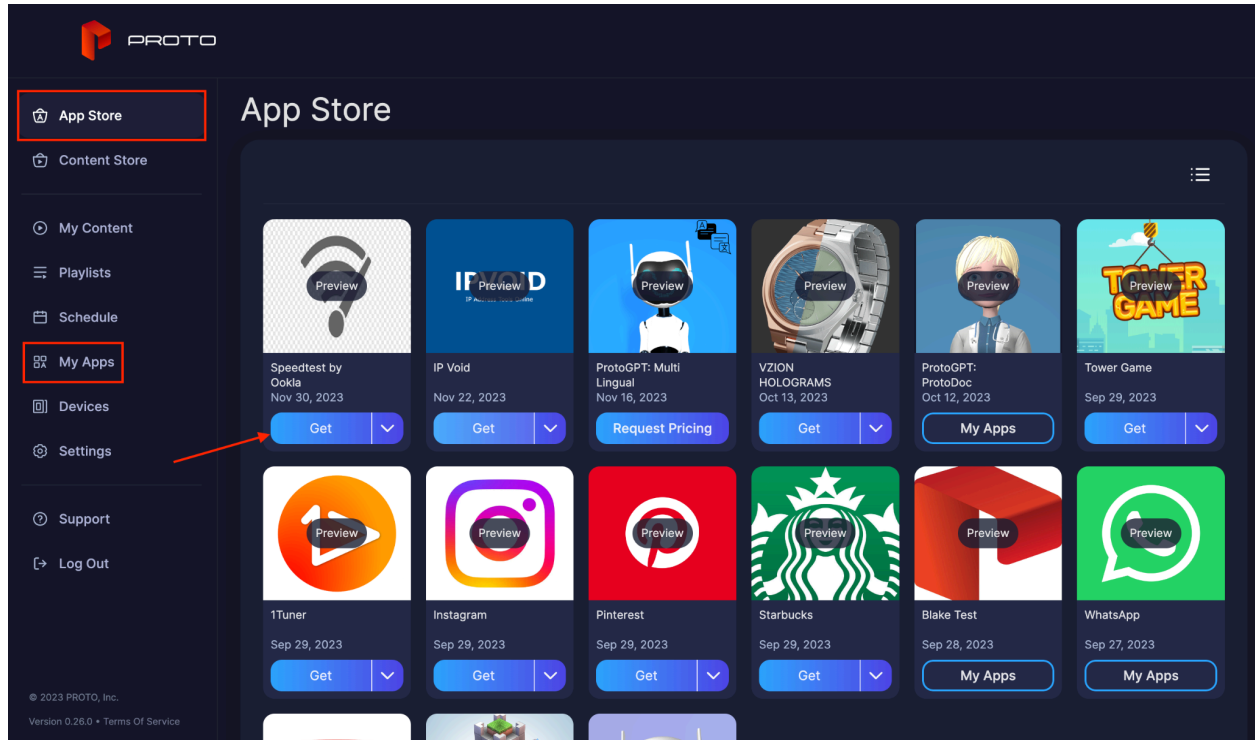 PROTO
App Store
Content Store
My Content
Playlists
Schedule
My Apps
Devices
Settings
Support
Log Out
© 2023 PROTO, Inc.
Version 0.26.0 • Terms Of Service
App Store
Preview
Preview
IP Address Tools Online
Preview
Preview
Preview
TOWER
Preview
GAME
Speedtest by
Ookla
Nov 30, 2023
Get
IP Void
Nov 22, 2023
Get
ProtoGPT: Multi
Lingual
Nov 16, 2023
Request Pricing
VZION
HOLOGRAMS
Oct 13, 2023
Get
ProtoGPT:
ProtoDoc
Oct 12, 2023
My Apps
Tower Game
Sep 29, 2023
Get
Preview
Preview
Preview
Preview
Preview
Preview
1Tuner
Sep 29, 2023
Get
Instagram
Sep 29, 2023
Get
Pinterest
Sep 29, 2023
Get
Starbucks
Sep 29, 2023
Get
Blake Test
Sep 28, 2023
My Apps
WhatsApp
Sep 27, 2023
My Apps